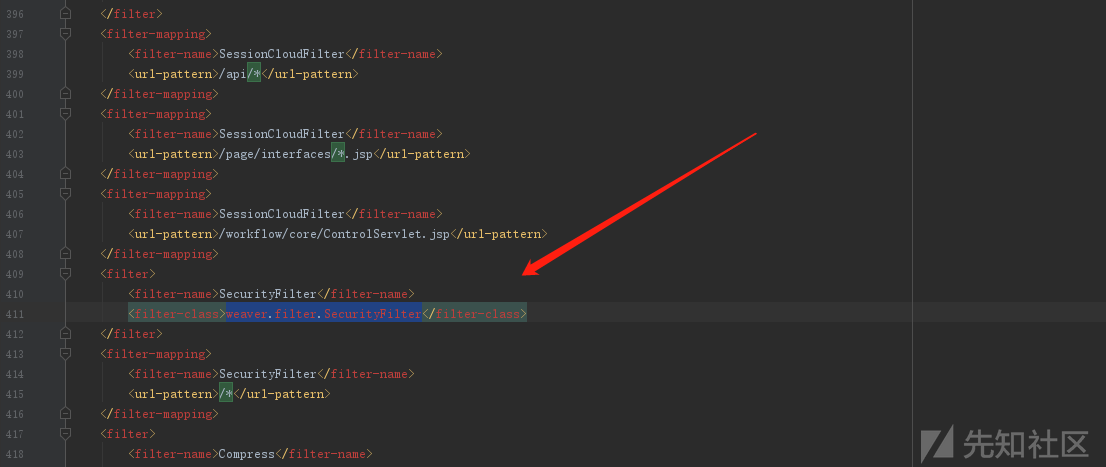 396 </filter>
397 <filter-mapping>
398 <filter-name>SessionCloudFilter</filter-name>
399 <url-pattern>/api/*</url-pattern>
400 </filter-mapping>
401 <filter-mapping>
402 <filter-name>SessionCloudFilter</filter-name>
403 <url-pattern>/page/interfaces/*.jsp</url-pattern>
404 </filter-mapping>
405 <filter-mapping>
406 <filter-name>SessionCloudFilter</filter-name>
407 <url-pattern>/workflow/core/ControlServlet.jsp</url-pattern>
408 </filter-mapping>
409 <filter>
410 <filter-name>SecurityFilter</filter-name>
411 <filter-class>weaver.filter.SecurityFilter</filter-class>
412 </filter>
413 <filter-mapping>
414 <filter-name>SecurityFilter</filter-name>
415 <url-pattern>/*</url-pattern>
416 </filter-mapping>
417 <filter>
418 <filter-name>Compress</filter-name>
先知社区